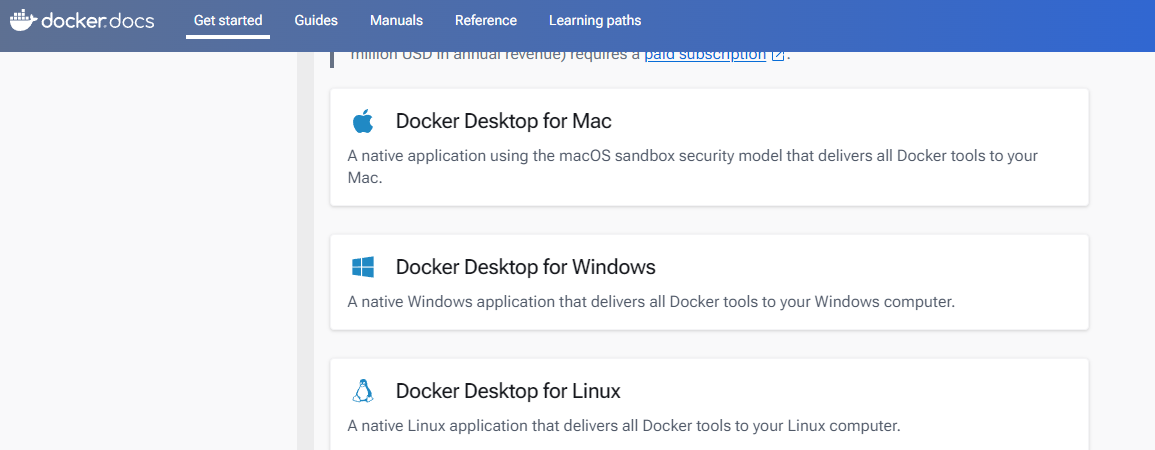 docker.docs
Get started
Guides
Manuals
Reference
Learning paths
million USD in annual revenue) requires a paid subscription .
Docker Desktop for Mac
A native application using the macOS sandbox security model that delivers all Docker tools to your
Mac.
Docker Desktop for Windows
A native Windows application that delivers all Docker tools to your Windows computer.
Docker Desktop for Linux
A native Linux application that delivers all Docker tools to your Linux computer.